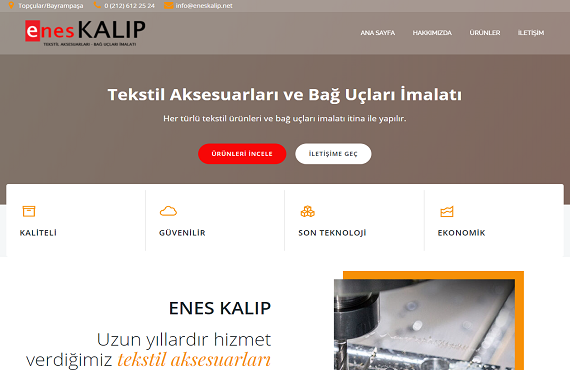 Topçular/Bayrampaşa 0 (212) 612 25 24 info@eneskalip.net
enes KALIP
TEKSTİL AKSESUARLARI - BAĞ UÇLARI İMALATI
ANA SAYFA HAKKIMIZDA ÜRÜNLER İLETİŞİM
Tekstil Aksesuarları ve Bağ Uçları İmalatı
Her türlü tekstil ürünleri ve bağ uçları imalatı itina ile yapılır.
ÜRÜNLERİ İNCELE İLETİŞİME GEÇ
KALİTELİ GÜVENİLİR SON TEKNOLOJİ EKONOMİK
ENES KALIP
Uzun yıllardır hizmet
verdiğimiz tekstil aksesuarları